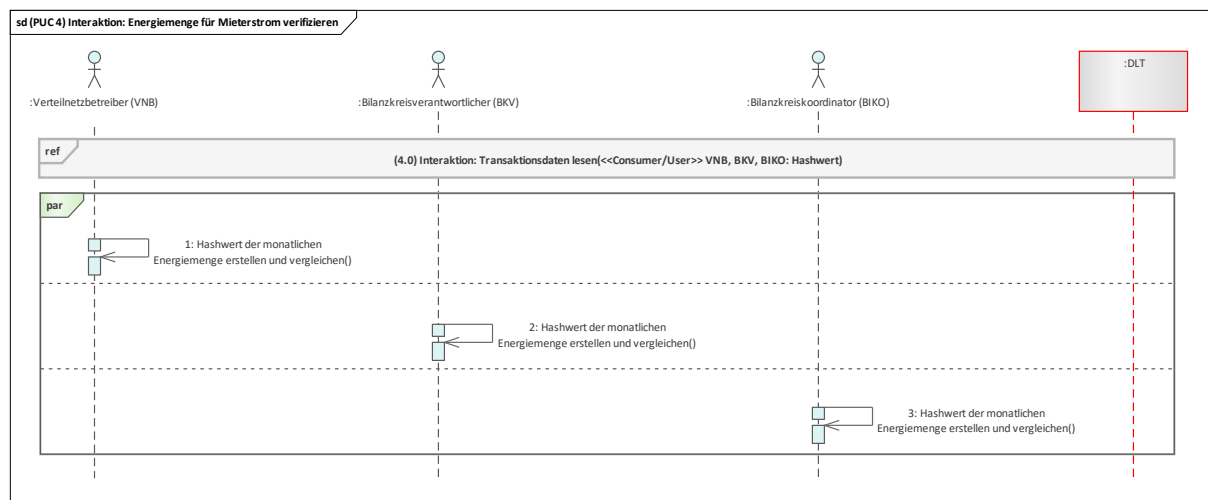 sd (PUC 4) Interaktion: Energiemenge für Mieterstrom verifizieren
:Verteilnetzbetreiber (VNB)
:Bilanzkreisverantwortlicher (BKV)
:Bilanzkreiskoordinator (BIKO)
:DLT
ref
(4.0) Interaktion: Transaktionsdaten lesen(<<Consumer/User>> VNB, BKV, BIKO: Hashwert)
par
1: Hashwert der monatlichen
Energiemenge erstellen und vergleichen()
2: Hashwert der monatlichen
Energiemenge erstellen und vergleichen()
3: Hashwert der monatlichen
Energiemenge erstellen und vergleichen()